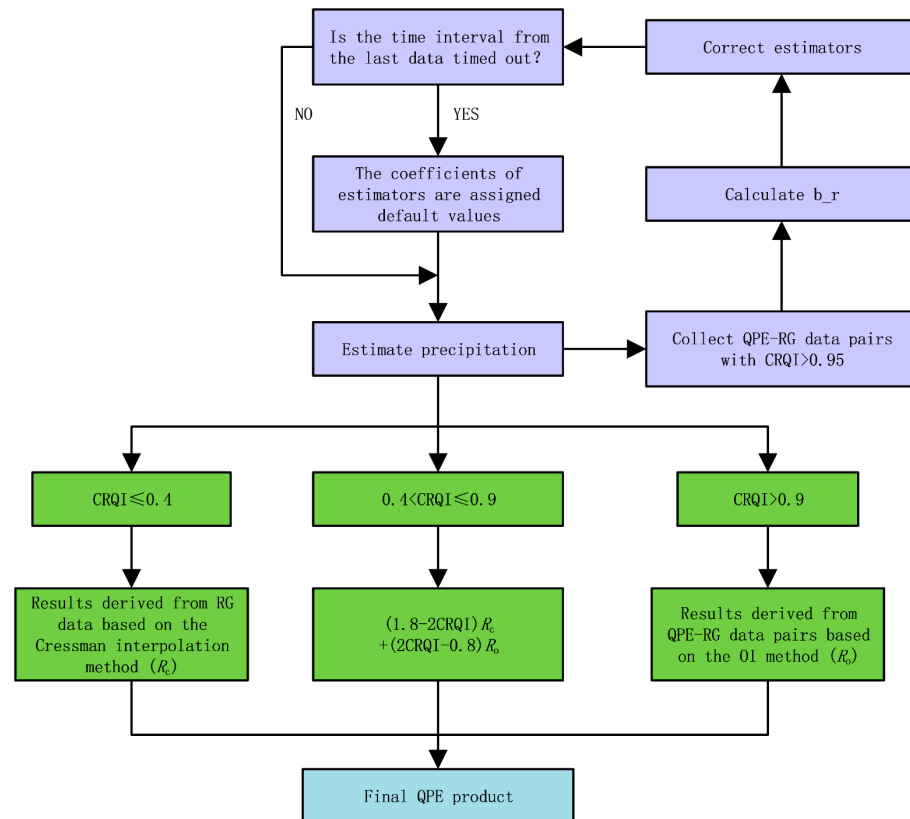 Is the time interval from
the last data timed out?
Correct estimators
NO
YES
The coefficients of
estimators are assigned
default values
Calculate b_r
Estimate precipitation
Collect QPE-RG data pairs
with CRQI>0.95
CRQI≤0.4
0.4<CRQI≤0.9
CRQI>0.9
Results derived from RG
data based on the
Cressman interpolation
method (Rc)
(1.8-2CRQI)Rc
+(2CRQI-0.8)Ro
Results derived from
QPE-RG data pairs based
on the OI method (Ro)
Final QPE product